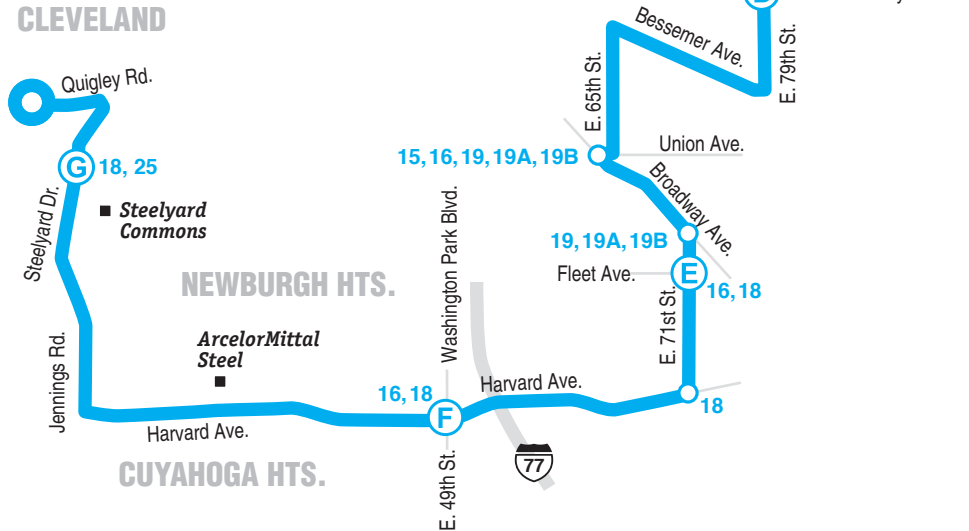 CLEVELAND
Bessemer Ave.
E. 79th St.
Quigley Rd.
E. 65th St.
Union Ave.
15, 16, 19, 19A, 19B
G 18, 25
Broadway Ave.
Steelyard Dr.
Steelyard
Commons
Washington Park Blvd.
19, 19A, 19B
Fleet Ave.
E
16, 18
NEWBURGH HTS.
E. 71st St.
ArcelorMittal
Steel
Jennings Rd.
16, 18
Harvard Ave.
F
18
Harvard Ave.
77
CUYAHOGA HTS.
E. 49th St.